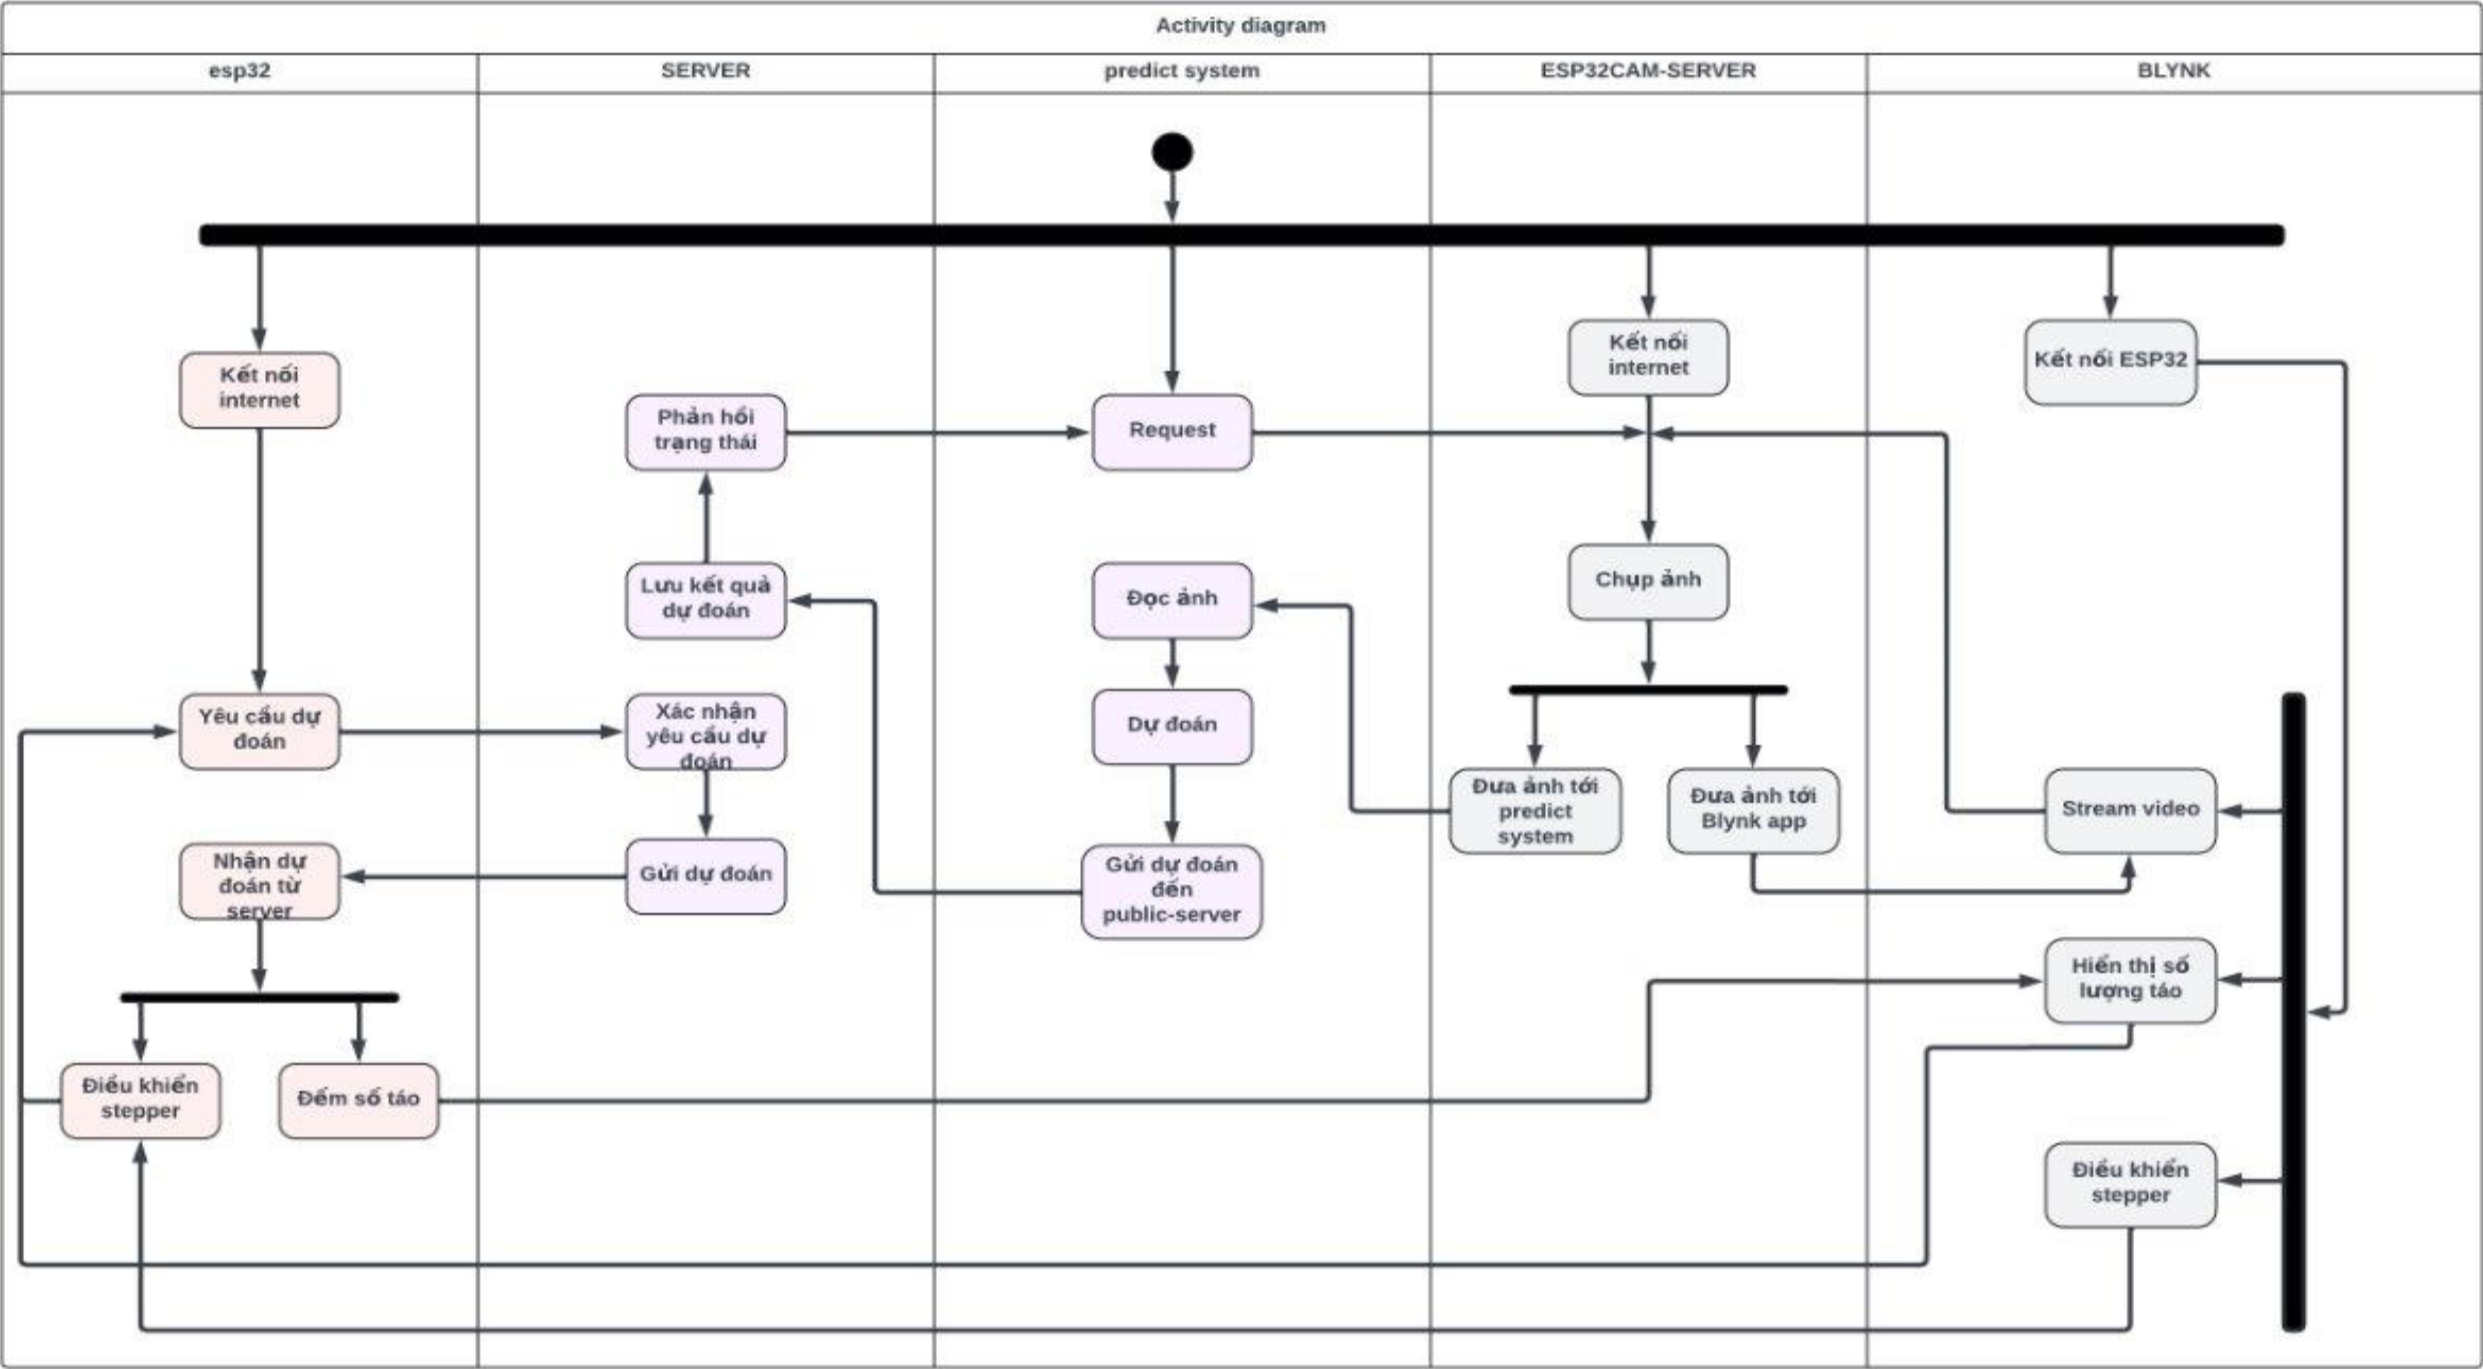 Activity diagram
esp32
SERVER
predict system
ESP32CAM-SERVER
BLYNK
Kết nối
internet
Yêu cầu dự
đoán
Nhận dự
đoán từ
server
Điều khiển
stepper
Đếm số táo
Phản hồi
trạng thái
Lưu kết quả
dự đoán
Xác nhận
yêu cầu dự
đoán
Gửi dự đoán
Request
Đọc ảnh
Dự đoán
Gửi dự đoán
đến
public-server
Kết nối
internet
Chụp ảnh
Đưa ảnh tới
predict
system
Đưa ảnh tới
Blynk app
Kết nối ESP32
Stream video
Hiển thị số
lượng táo
Điều khiển
stepper